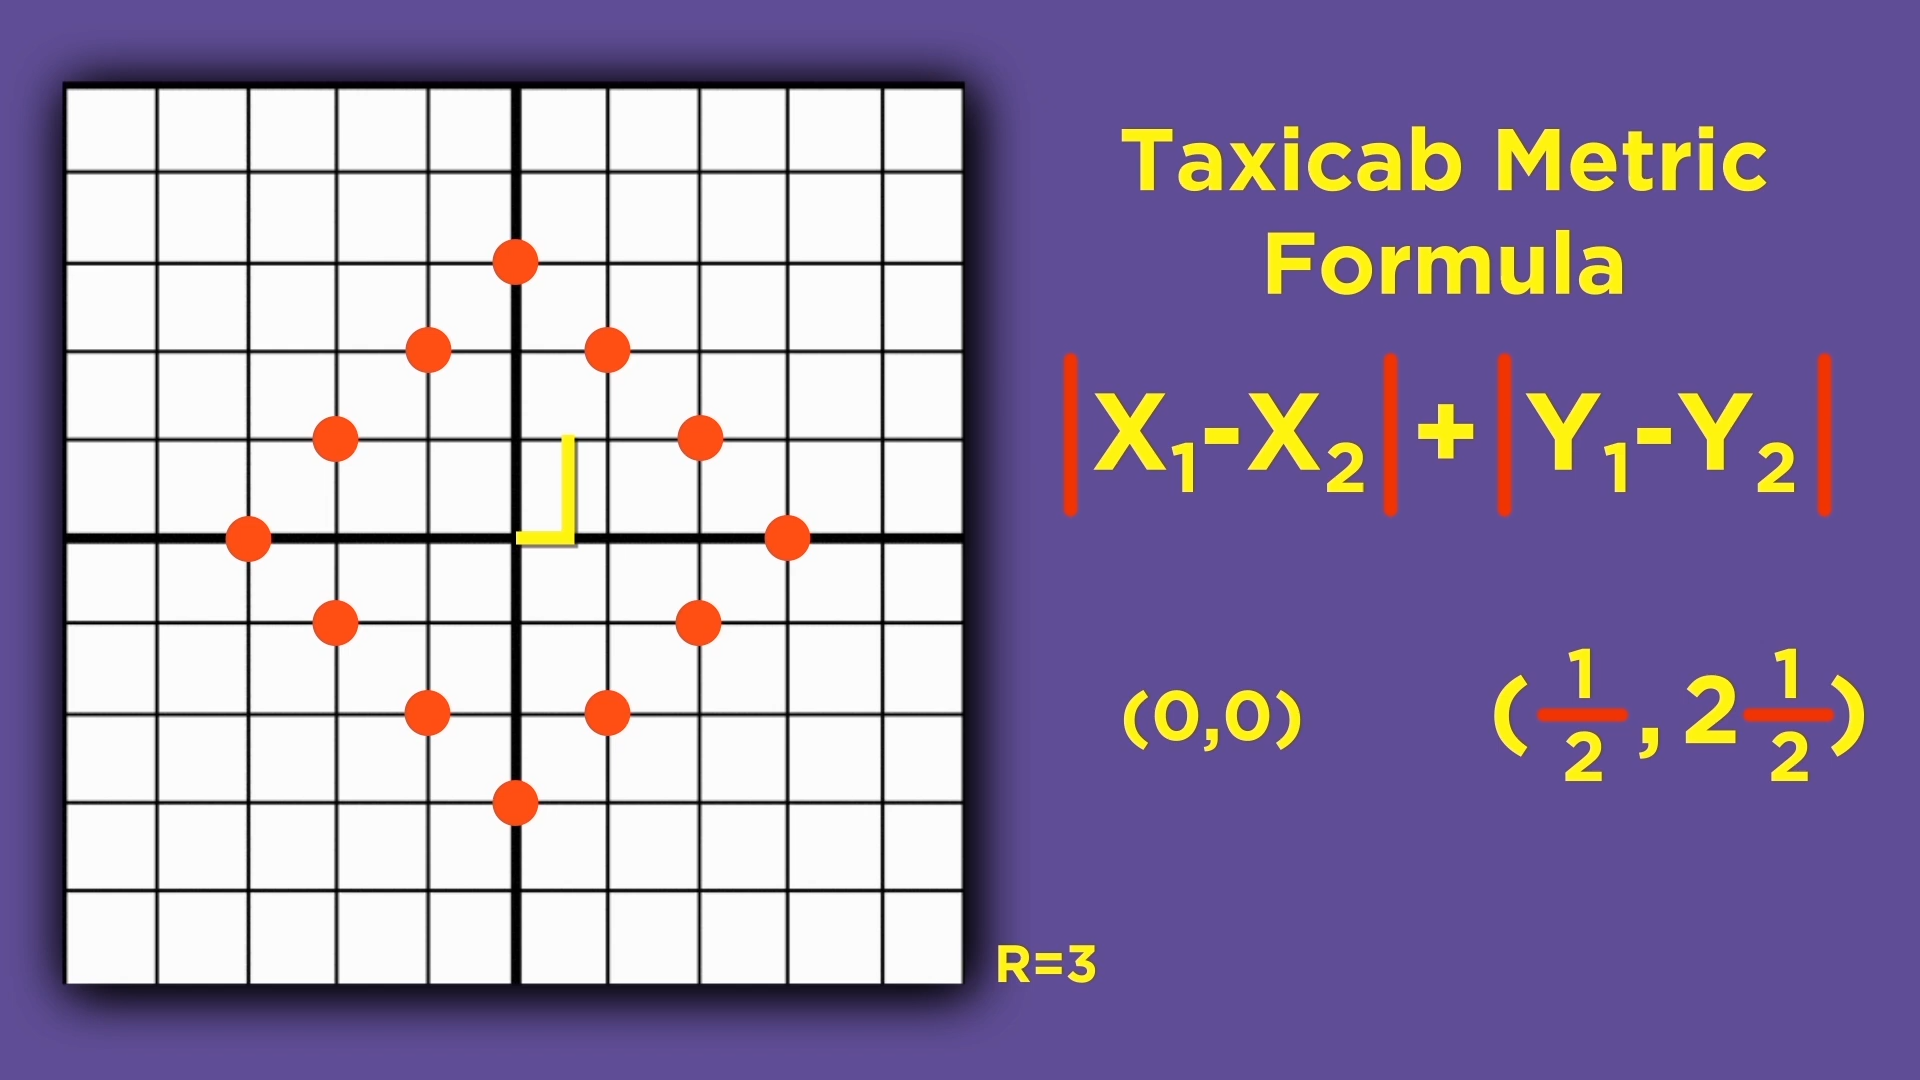 Taxicab Metric
Formula
|X₁-X₂|+|Y₁-Y₂|
(0,0) (1/2, 2 1/2)
R=3